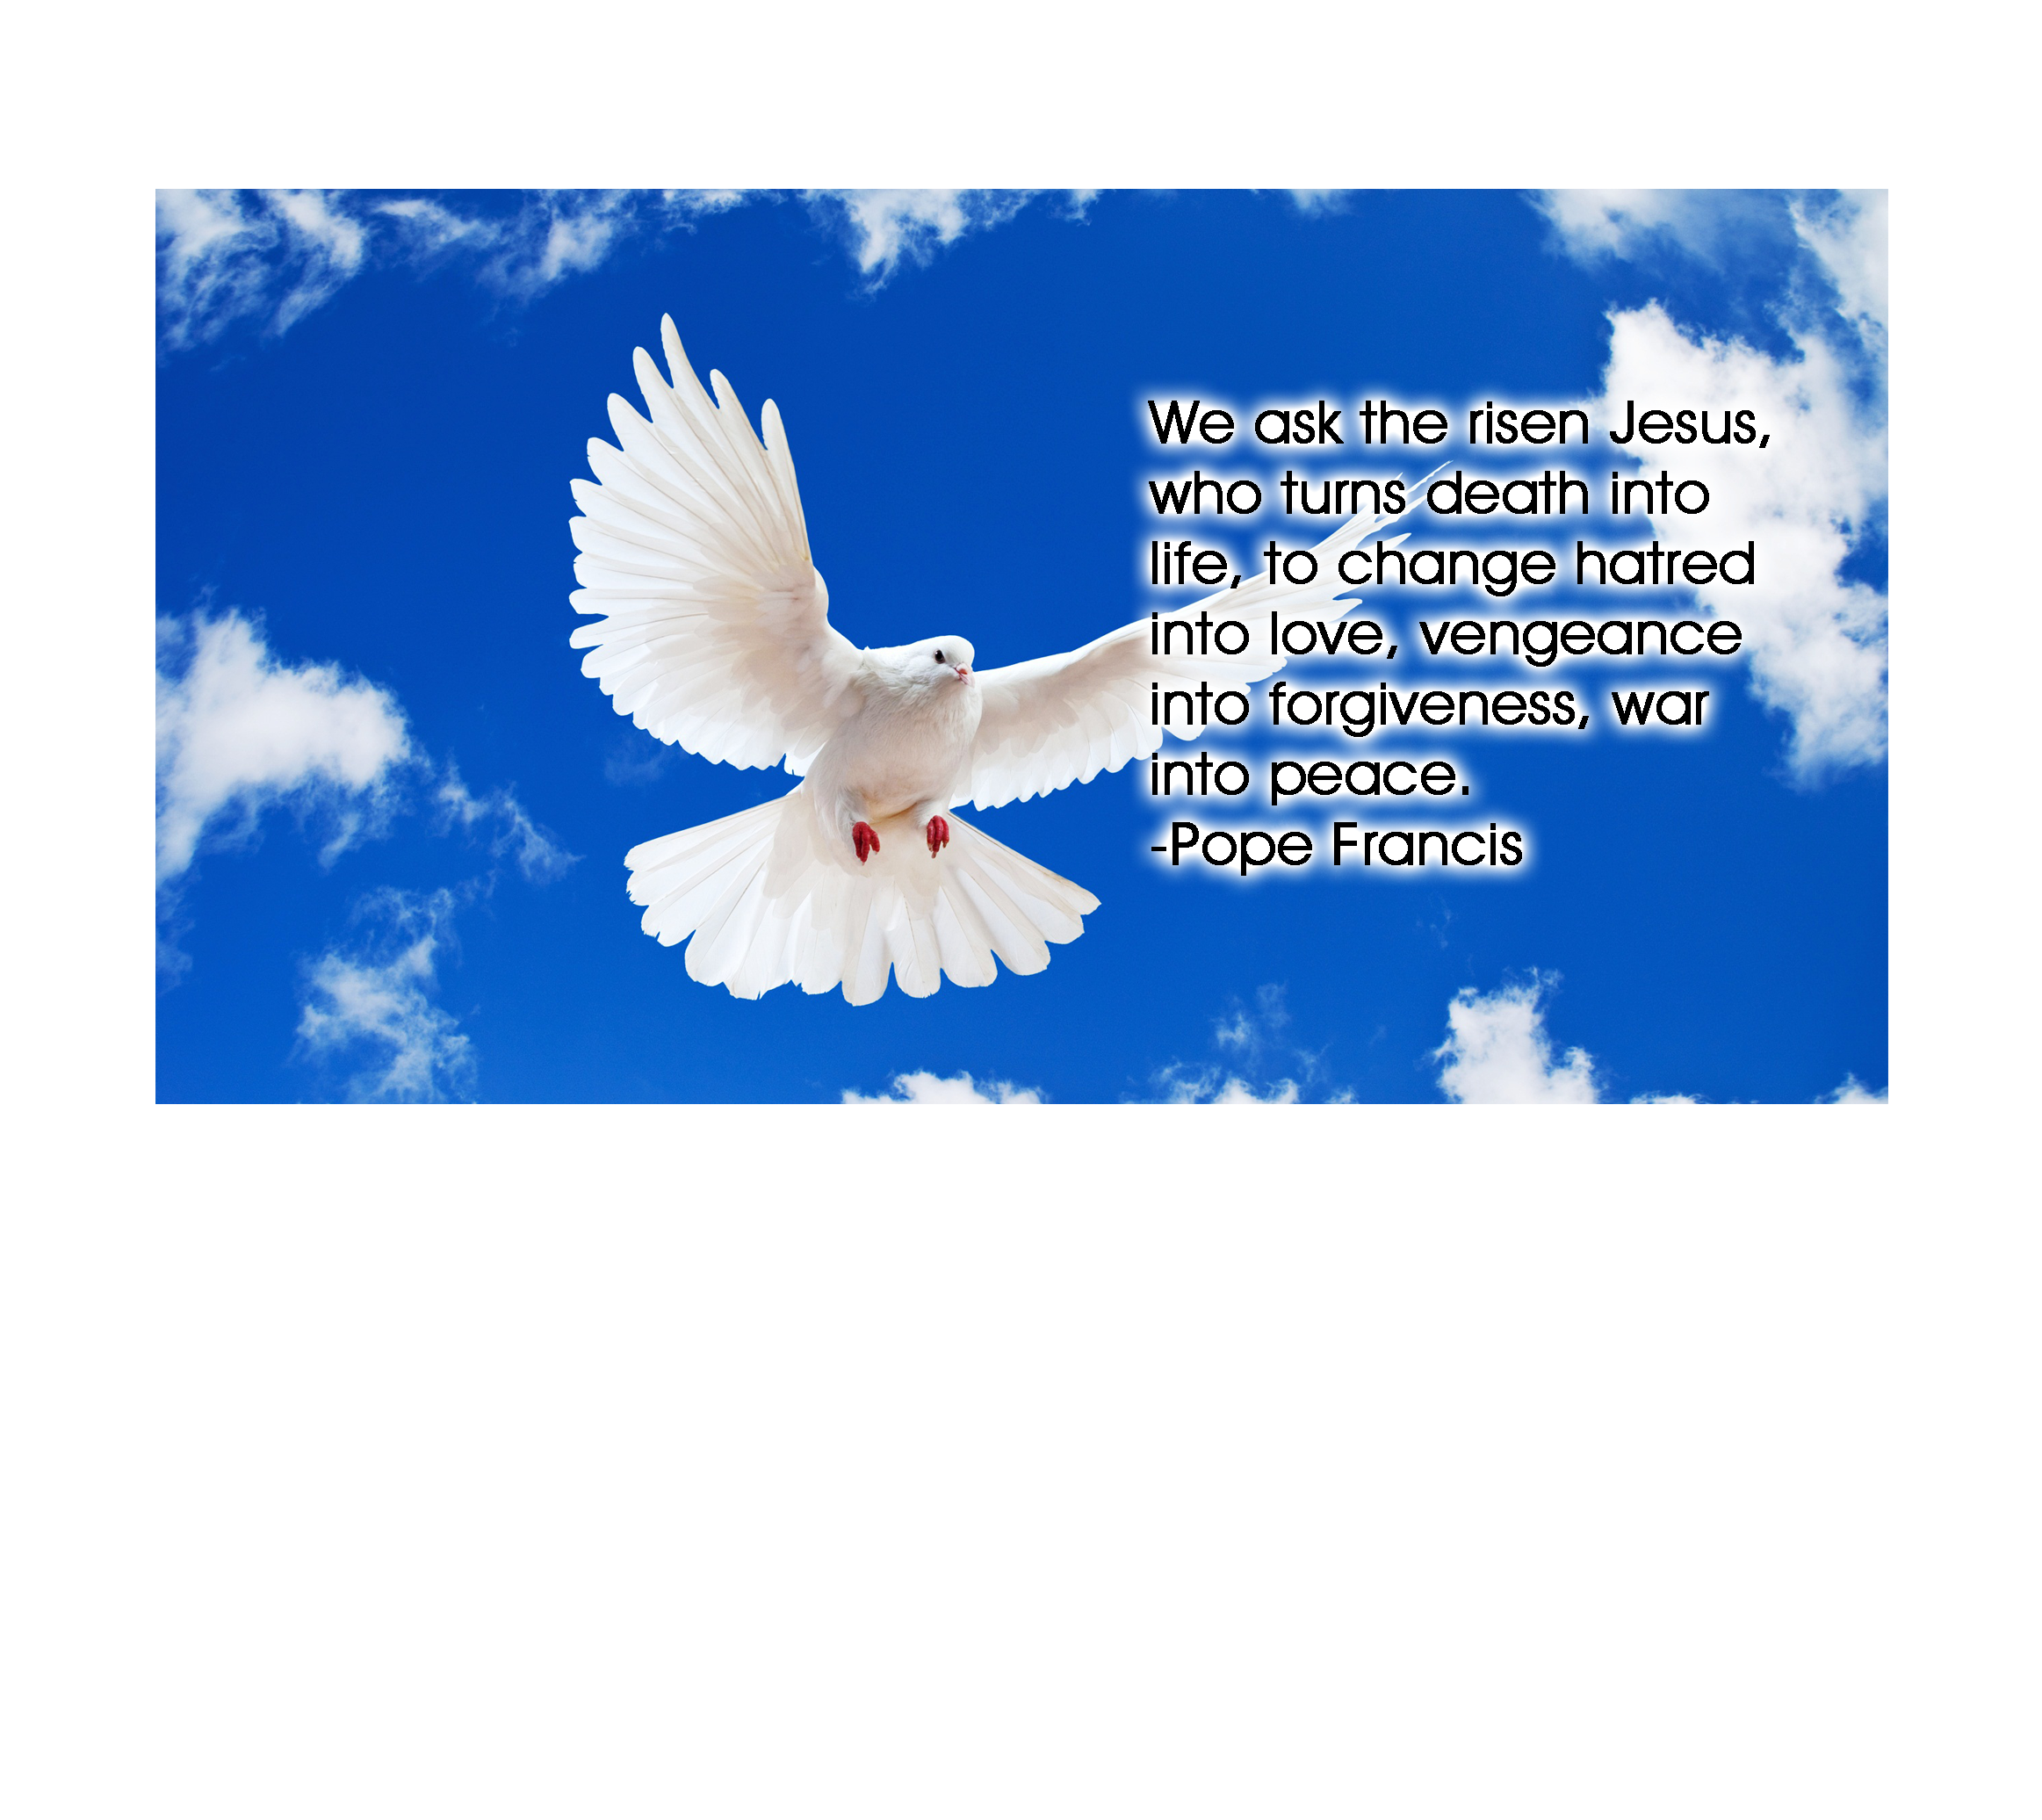 We ask the risen Jesus,
who turns death into
life, to change hatred
into love, vengeance
into forgiveness, war
into peace.
-Pope Francis